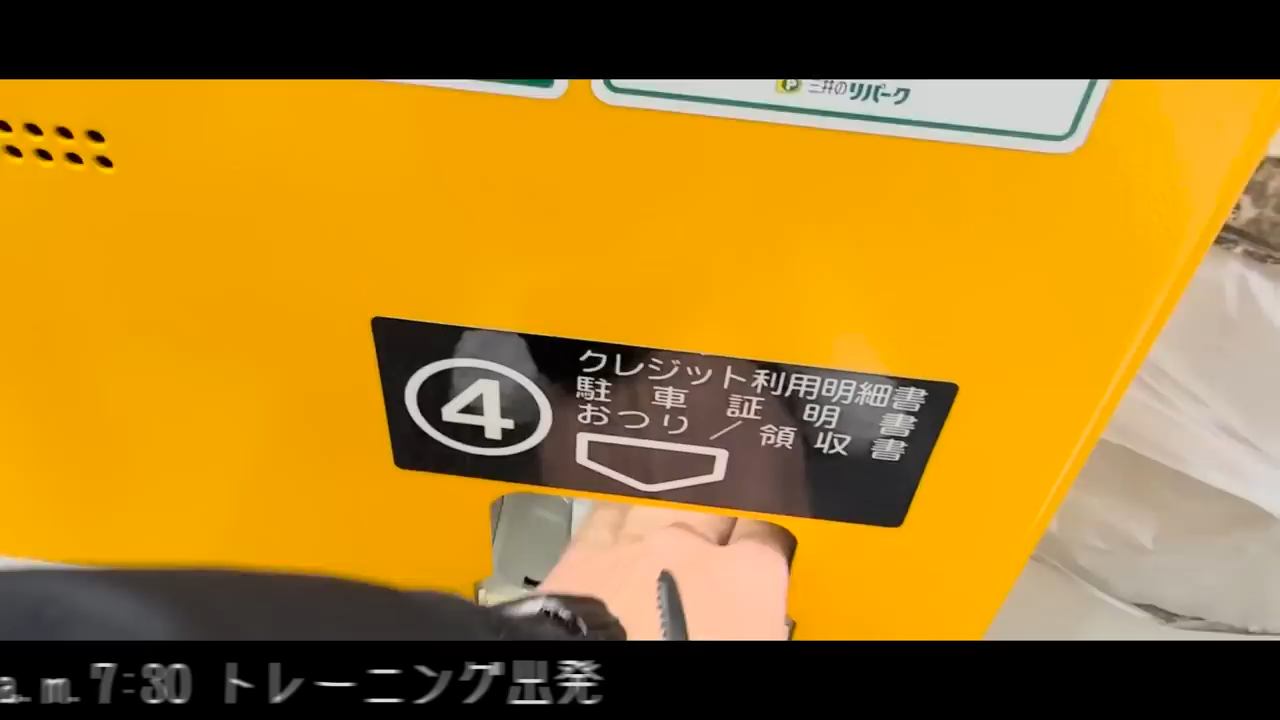 三井のリパーク
4
クレジット利用明細書
駐車証明書
おつり／領収書
a.m.7:30 トレーニング出発